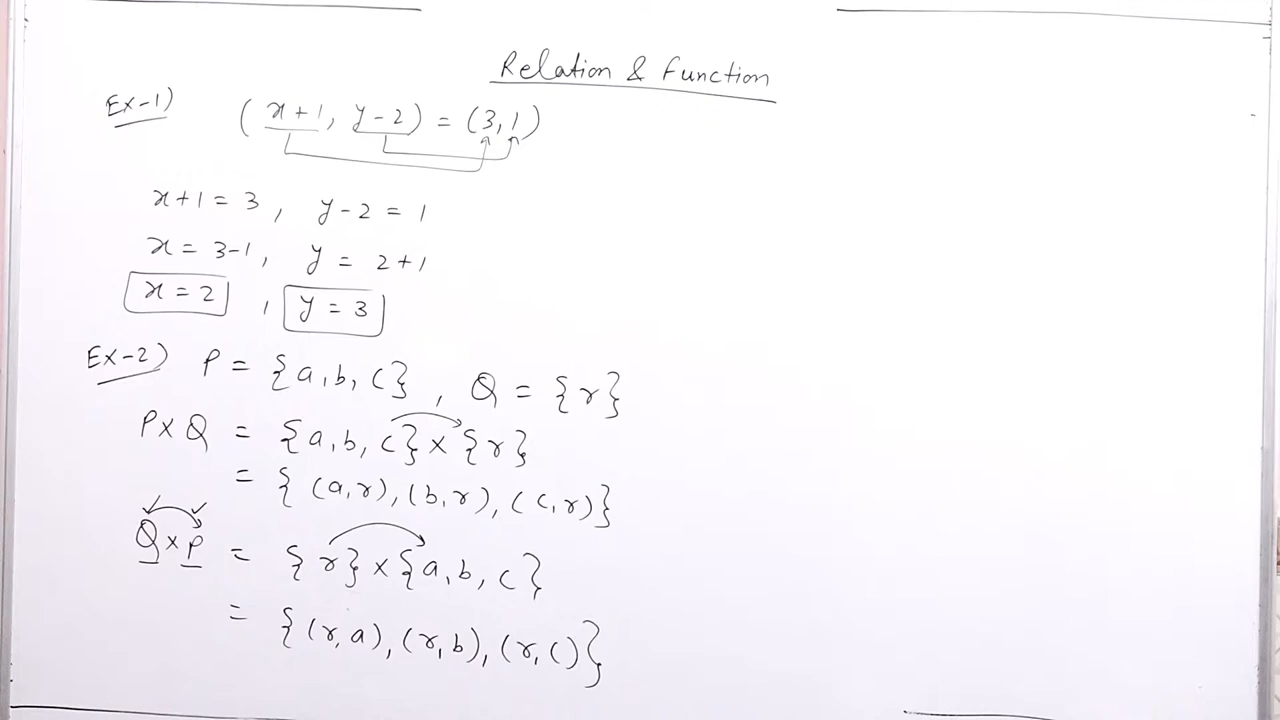 Relation & Function
Ex-1) (x+1, y-2) = (3,1)
x+1 = 3, y-2 = 1
x = 3-1, y = 2+1
x = 2, y = 3
Ex-2) P = {a, b, c}, Q = {r}
P x Q = {a, b, c} x {r}
= {(a, r), (b, r), (c, r)}
Q x P = {r} x {a, b, c}
= {(r, a), (r, b), (r, c)}